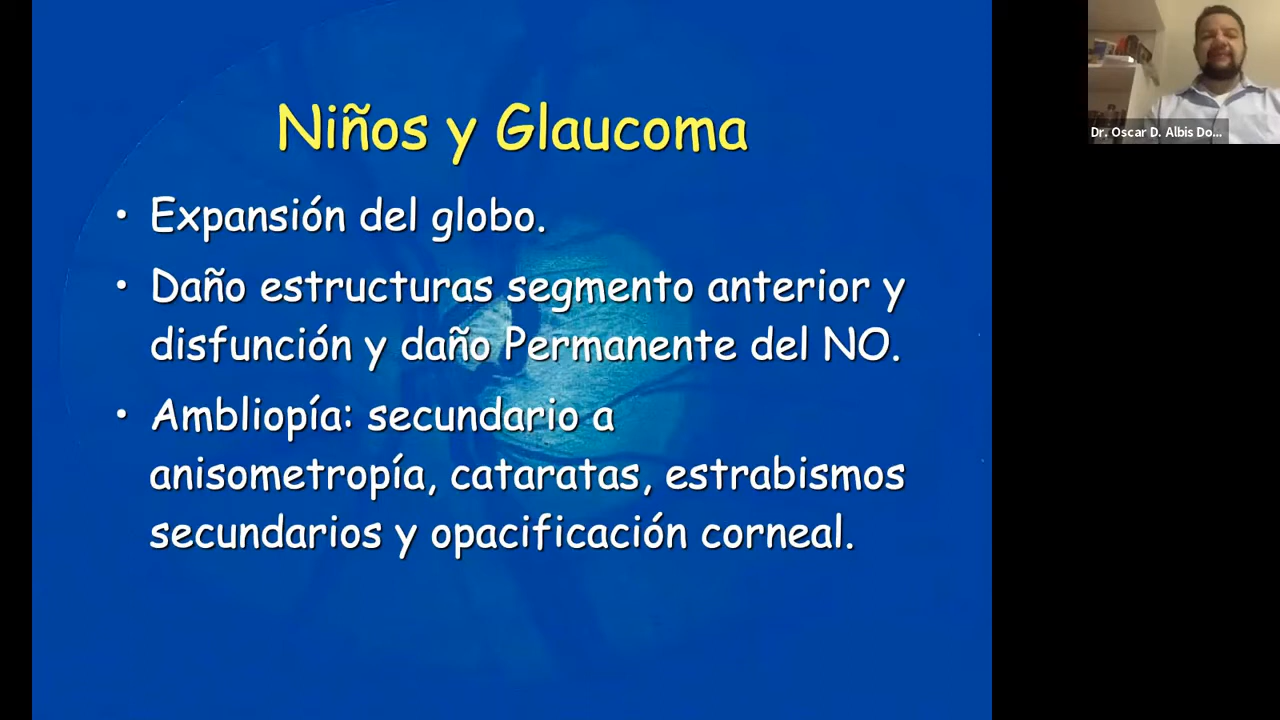 Niños y Glaucoma
• Expansión del globo.
• Daño estructuras segmento anterior y
disfunción y daño Permanente del NO.
• Ambliopía: secundario a
anisometropía, cataratas, estrabismos
secundarios y opacificación corneal.
Dr. Oscar D. Albis Do...